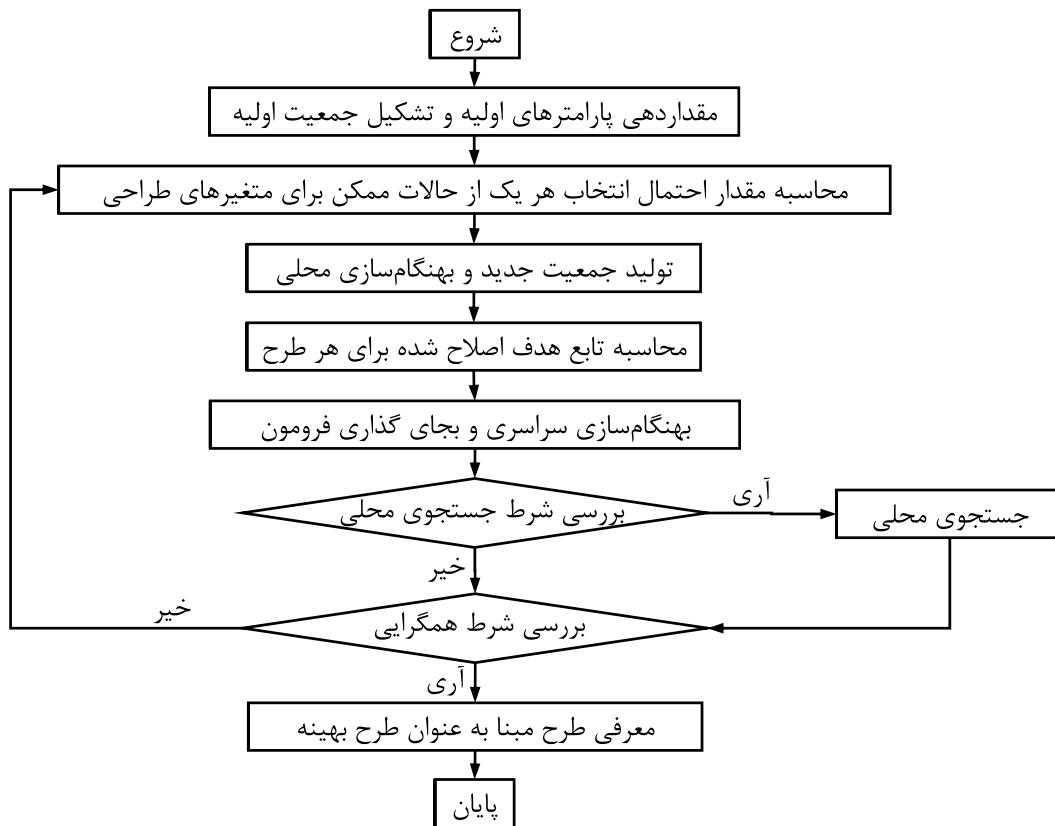 شروع
مقداردهی پارامترهای اولیه و تشکیل جمعیت اولیه
محاسبه مقدار احتمال انتخاب هر یک از حالات ممکن برای متغیرهای طراحی
تولید جمعیت جدید و بهنگام‌سازی محلی
محاسبه تابع هدف اصلاح شده برای هر طرح
بهنگام‌سازی سراسری و بجای گذاری فرومون
بررسی شرط جستجوی محلی
آری
جستجوی محلی
خیر
بررسی شرط همگرایی
خیر
آری
معرفی طرح مبنا به عنوان طرح بهینه
پایان